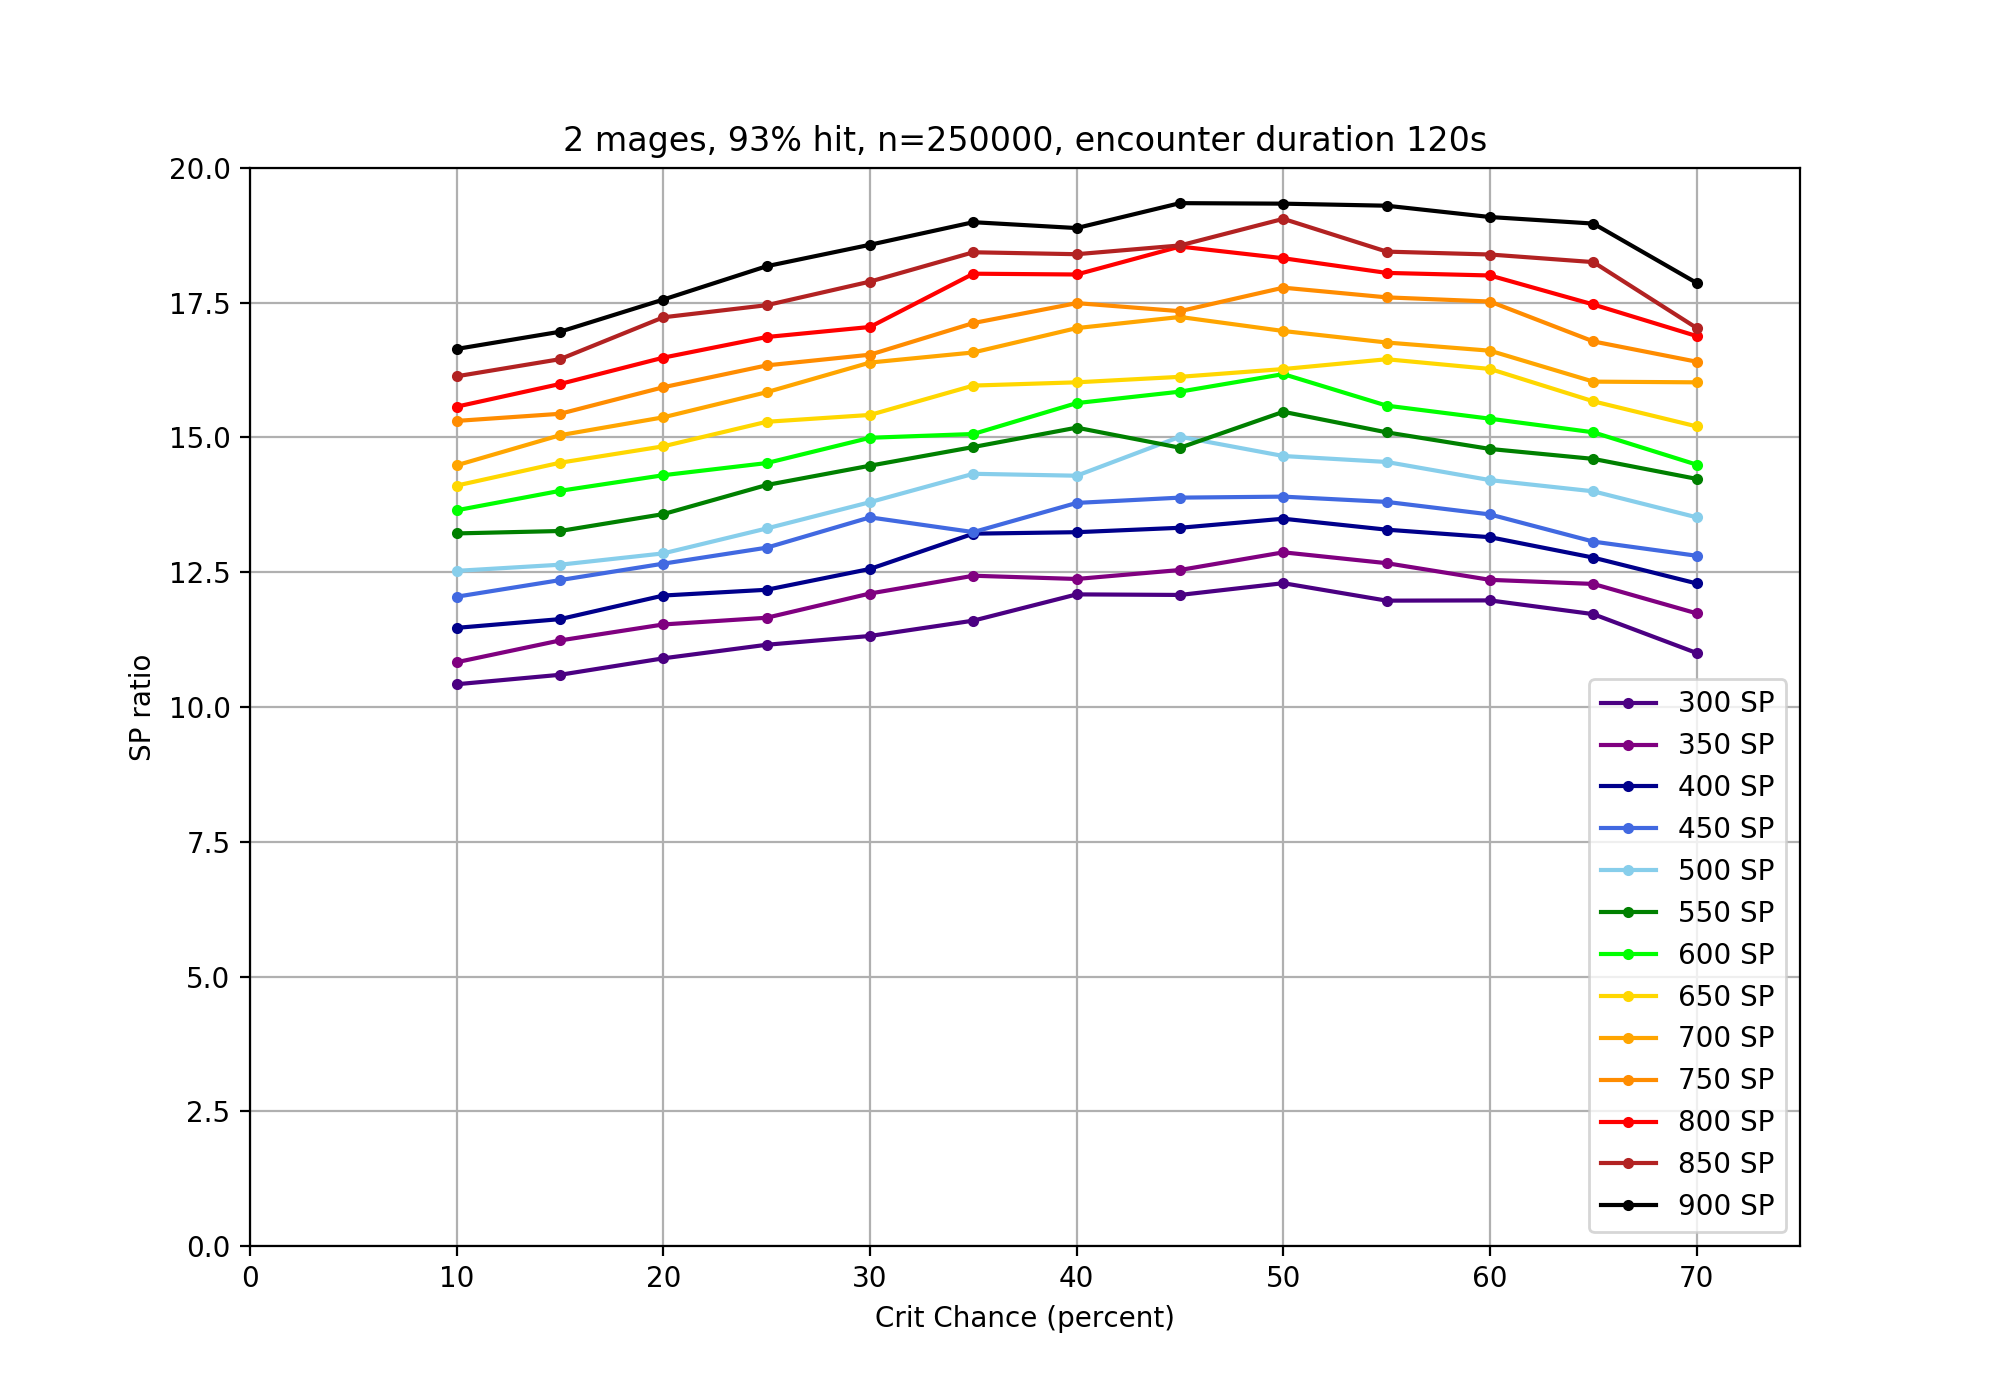 2 mages, 93% hit, n=250000, encounter duration 120s
20.0
17.5
15.0
12.5
10.0
7.5
5.0
2.5
0.0
SP ratio
0 10 20 30 40 50 60 70
Crit Chance (percent)
300 SP
350 SP
400 SP
450 SP
500 SP
550 SP
600 SP
650 SP
700 SP
750 SP
800 SP
850 SP
900 SP